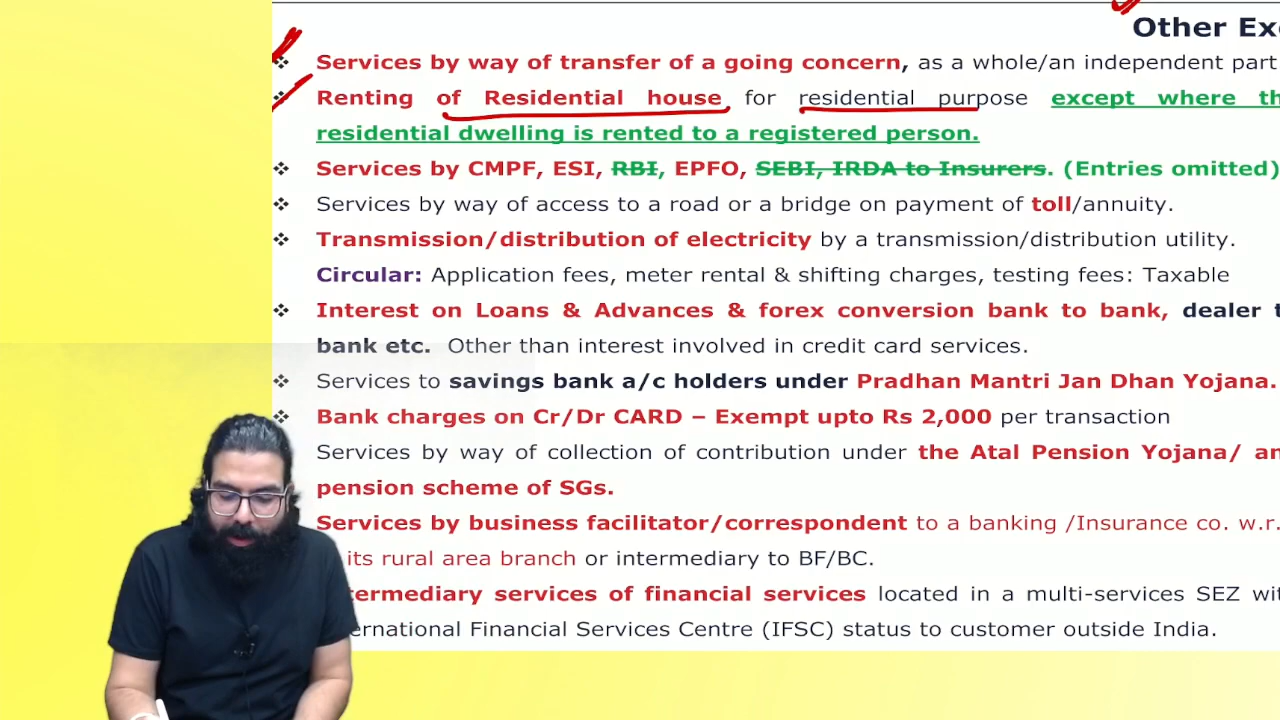 Other Exe
❖ Services by way of transfer of a going concern, as a whole/an independent part
❖ Renting of Residential house for residential purpose except where th
residential dwelling is rented to a registered person.
❖ Services by CMPF, ESI, RBI, EPFO, SEBI, IRDA to Insurers. (Entries omitted)
❖ Services by way of access to a road or a bridge on payment of toll/annuity.
❖ Transmission/distribution of electricity by a transmission/distribution utility.
Circular: Application fees, meter rental & shifting charges, testing fees: Taxable
❖ Interest on Loans & Advances & forex conversion bank to bank, dealer t
bank etc. Other than interest involved in credit card services.
❖ Services to savings bank a/c holders under Pradhan Mantri Jan Dhan Yojana.
❖ Bank charges on Cr/Dr CARD – Exempt upto Rs 2,000 per transaction
Services by way of collection of contribution under the Atal Pension Yojana/ an
pension scheme of SGs.
Services by business facilitator/correspondent to a banking /Insurance co. w.r.
its rural area branch or intermediary to BF/BC.
termediary services of financial services located in a multi-services SEZ wit
ernational Financial Services Centre (IFSC) status to customer outside India.